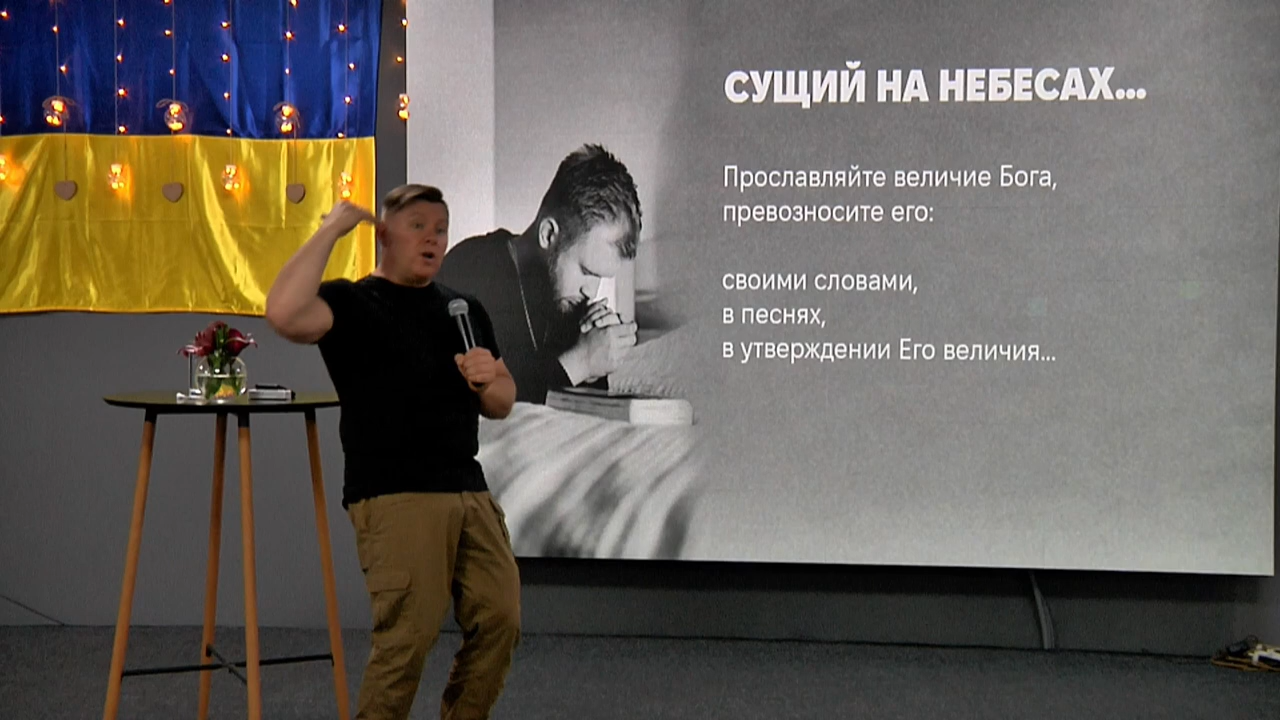 СУЩИЙ НА НЕБЕСАХ...
Прославляйте величие Бога,
превозносите его:
своими словами,
в песнях,
в утверждении Его величия...